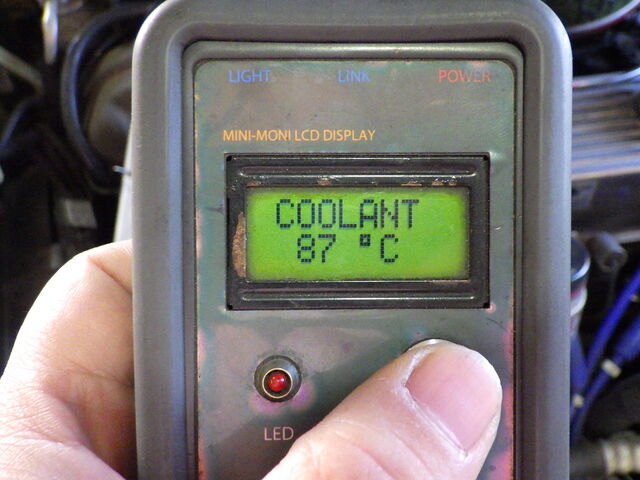 LIGHT LINK POWER
MINI-MONI LCD DISPLAY
COOLANT
87 °C
LED